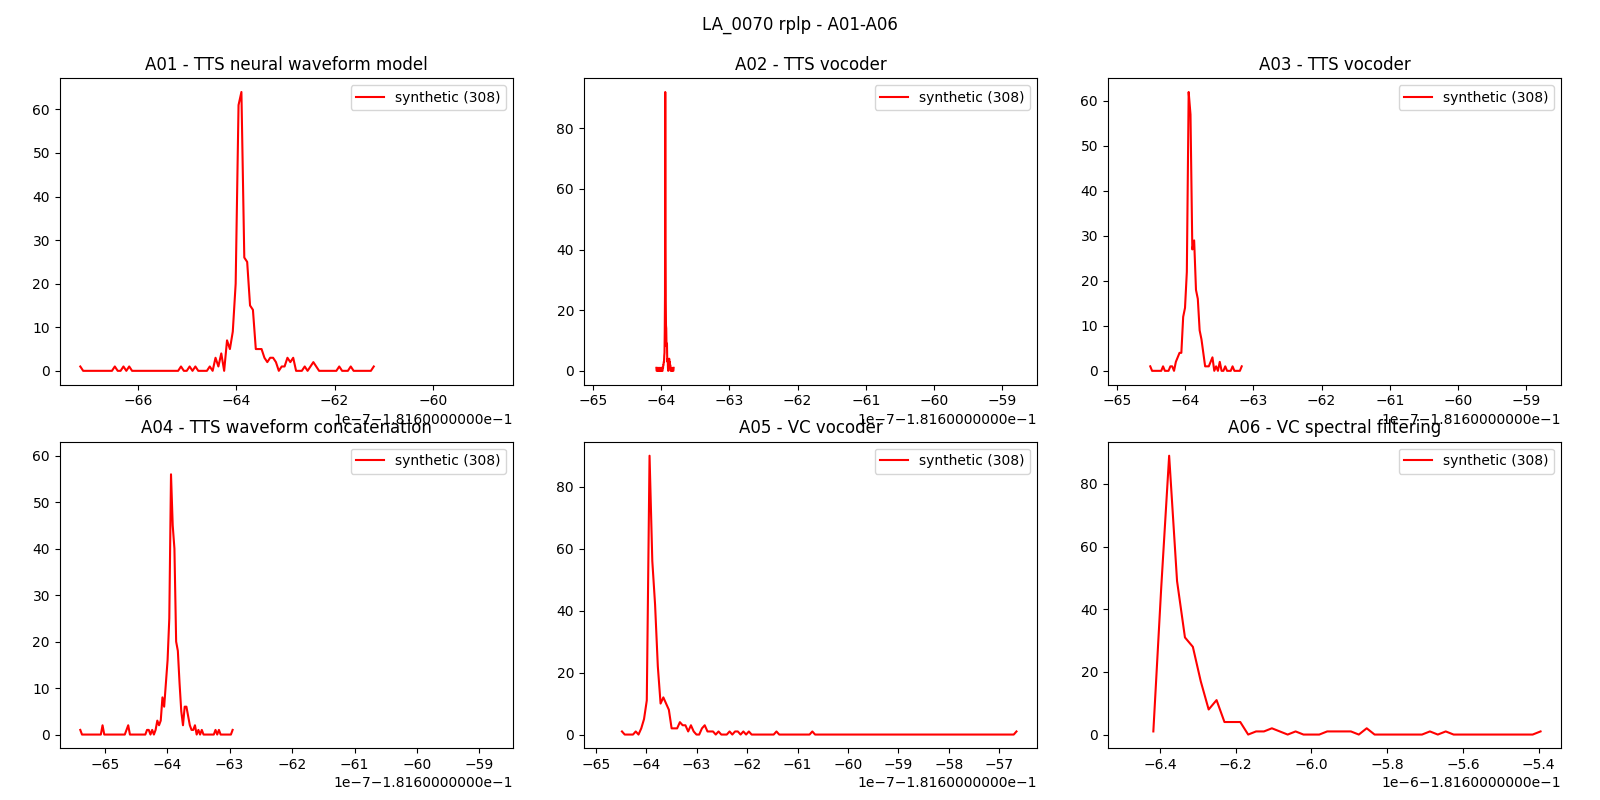 LA_0070 rplp - A01-A06
A01 - TTS neural waveform model
synthetic (308)
60
50
40
30
20
10
0
−66 −64 −62 −60
1e−7−1.8160000000e−1
A02 - TTS vocoder
synthetic (308)
80
60
40
20
0
−65 −64 −63 −62 −61 −60 −59
1e−7−1.8160000000e−1
A03 - TTS vocoder
synthetic (308)
60
50
40
30
20
10
0
−65 −64 −63 −62 −61 −60 −59
1e−7−1.8160000000e−1
A04 - TTS waveform concatenation
synthetic (308)
60
50
40
30
20
10
0
−65 −64 −63 −62 −61 −60 −59
1e−7−1.8160000000e−1
A05 - VC vocoder
synthetic (308)
80
60
40
20
0
−65 −64 −63 −62 −61 −60 −59 −58 −57
1e−7−1.8160000000e−1
A06 - VC spectral filtering
synthetic (308)
80
60
40
20
0
−6.4 −6.2 −6.0 −5.8 −5.6 −5.4
1e−6−1.8160000000e−1